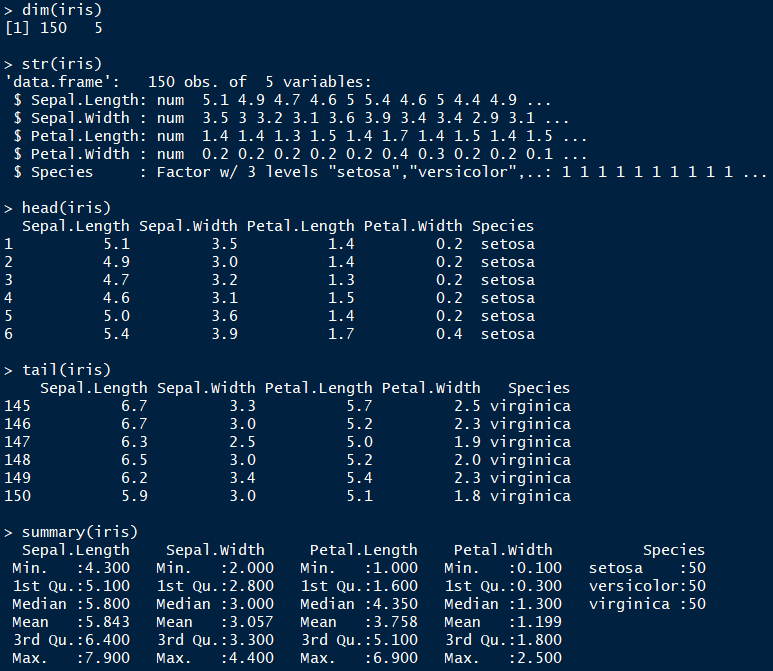 > dim(iris)
[1] 150   5
> str(iris)
'data.frame':   150 obs. of  5 variables:
 $ Sepal.Length: num  5.1 4.9 4.7 4.6 5 5.4 4.6 5 4.4 4.9 ...
 $ Sepal.Width : num  3.5 3 3.2 3.1 3.6 3.9 3.4 3.4 2.9 3.1 ...
 $ Petal.Length: num  1.4 1.4 1.3 1.5 1.4 1.7 1.4 1.5 1.4 1.5 ...
 $ Petal.Width : num  0.2 0.2 0.2 0.2 0.2 0.4 0.3 0.2 0.2 0.1 ...
 $ Species     : Factor w/ 3 levels "setosa","versicolor",..: 1 1 1 1 1 1 1 1 1 1 ...
> head(iris)
  Sepal.Length Sepal.Width Petal.Length Petal.Width Species
1          5.1         3.5          1.4         0.2  setosa
2          4.9         3.0          1.4         0.2  setosa
3          4.7         3.2          1.3         0.2  setosa
4          4.6         3.1          1.5         0.2  setosa
5          5.0         3.6          1.4         0.2  setosa
6          5.4         3.9          1.7         0.4  setosa
> tail(iris)
    Sepal.Length Sepal.Width Petal.Length Petal.Width   Species
145          6.7         3.3          5.7         2.5 virginica
146          6.7         3.0          5.2         2.3 virginica
147          6.3         2.5          5.0         1.9 virginica
148          6.5         3.0          5.2         2.0 virginica
149          6.2         3.4          5.4         2.3 virginica
150          5.9         3.0          5.1         1.8 virginica
> summary(iris)
  Sepal.Length    Sepal.Width     Petal.Length    Petal.Width          Species
 Min.   :4.300   Min.   :2.000   Min.   :1.000   Min.   :0.100   setosa    :50
 1st Qu.:5.100   1st Qu.:2.800   1st Qu.:1.600   1st Qu.:0.300   versicolor:50
 Median :5.800   Median :3.000   Median :4.350   Median :1.300   virginica :50
 Mean   :5.843   Mean   :3.057   Mean   :3.758   Mean   :1.199
 3rd Qu.:6.400   3rd Qu.:3.300   3rd Qu.:5.100   3rd Qu.:1.800
 Max.   :7.900   Max.   :4.400   Max.   :6.900   Max.   :2.500